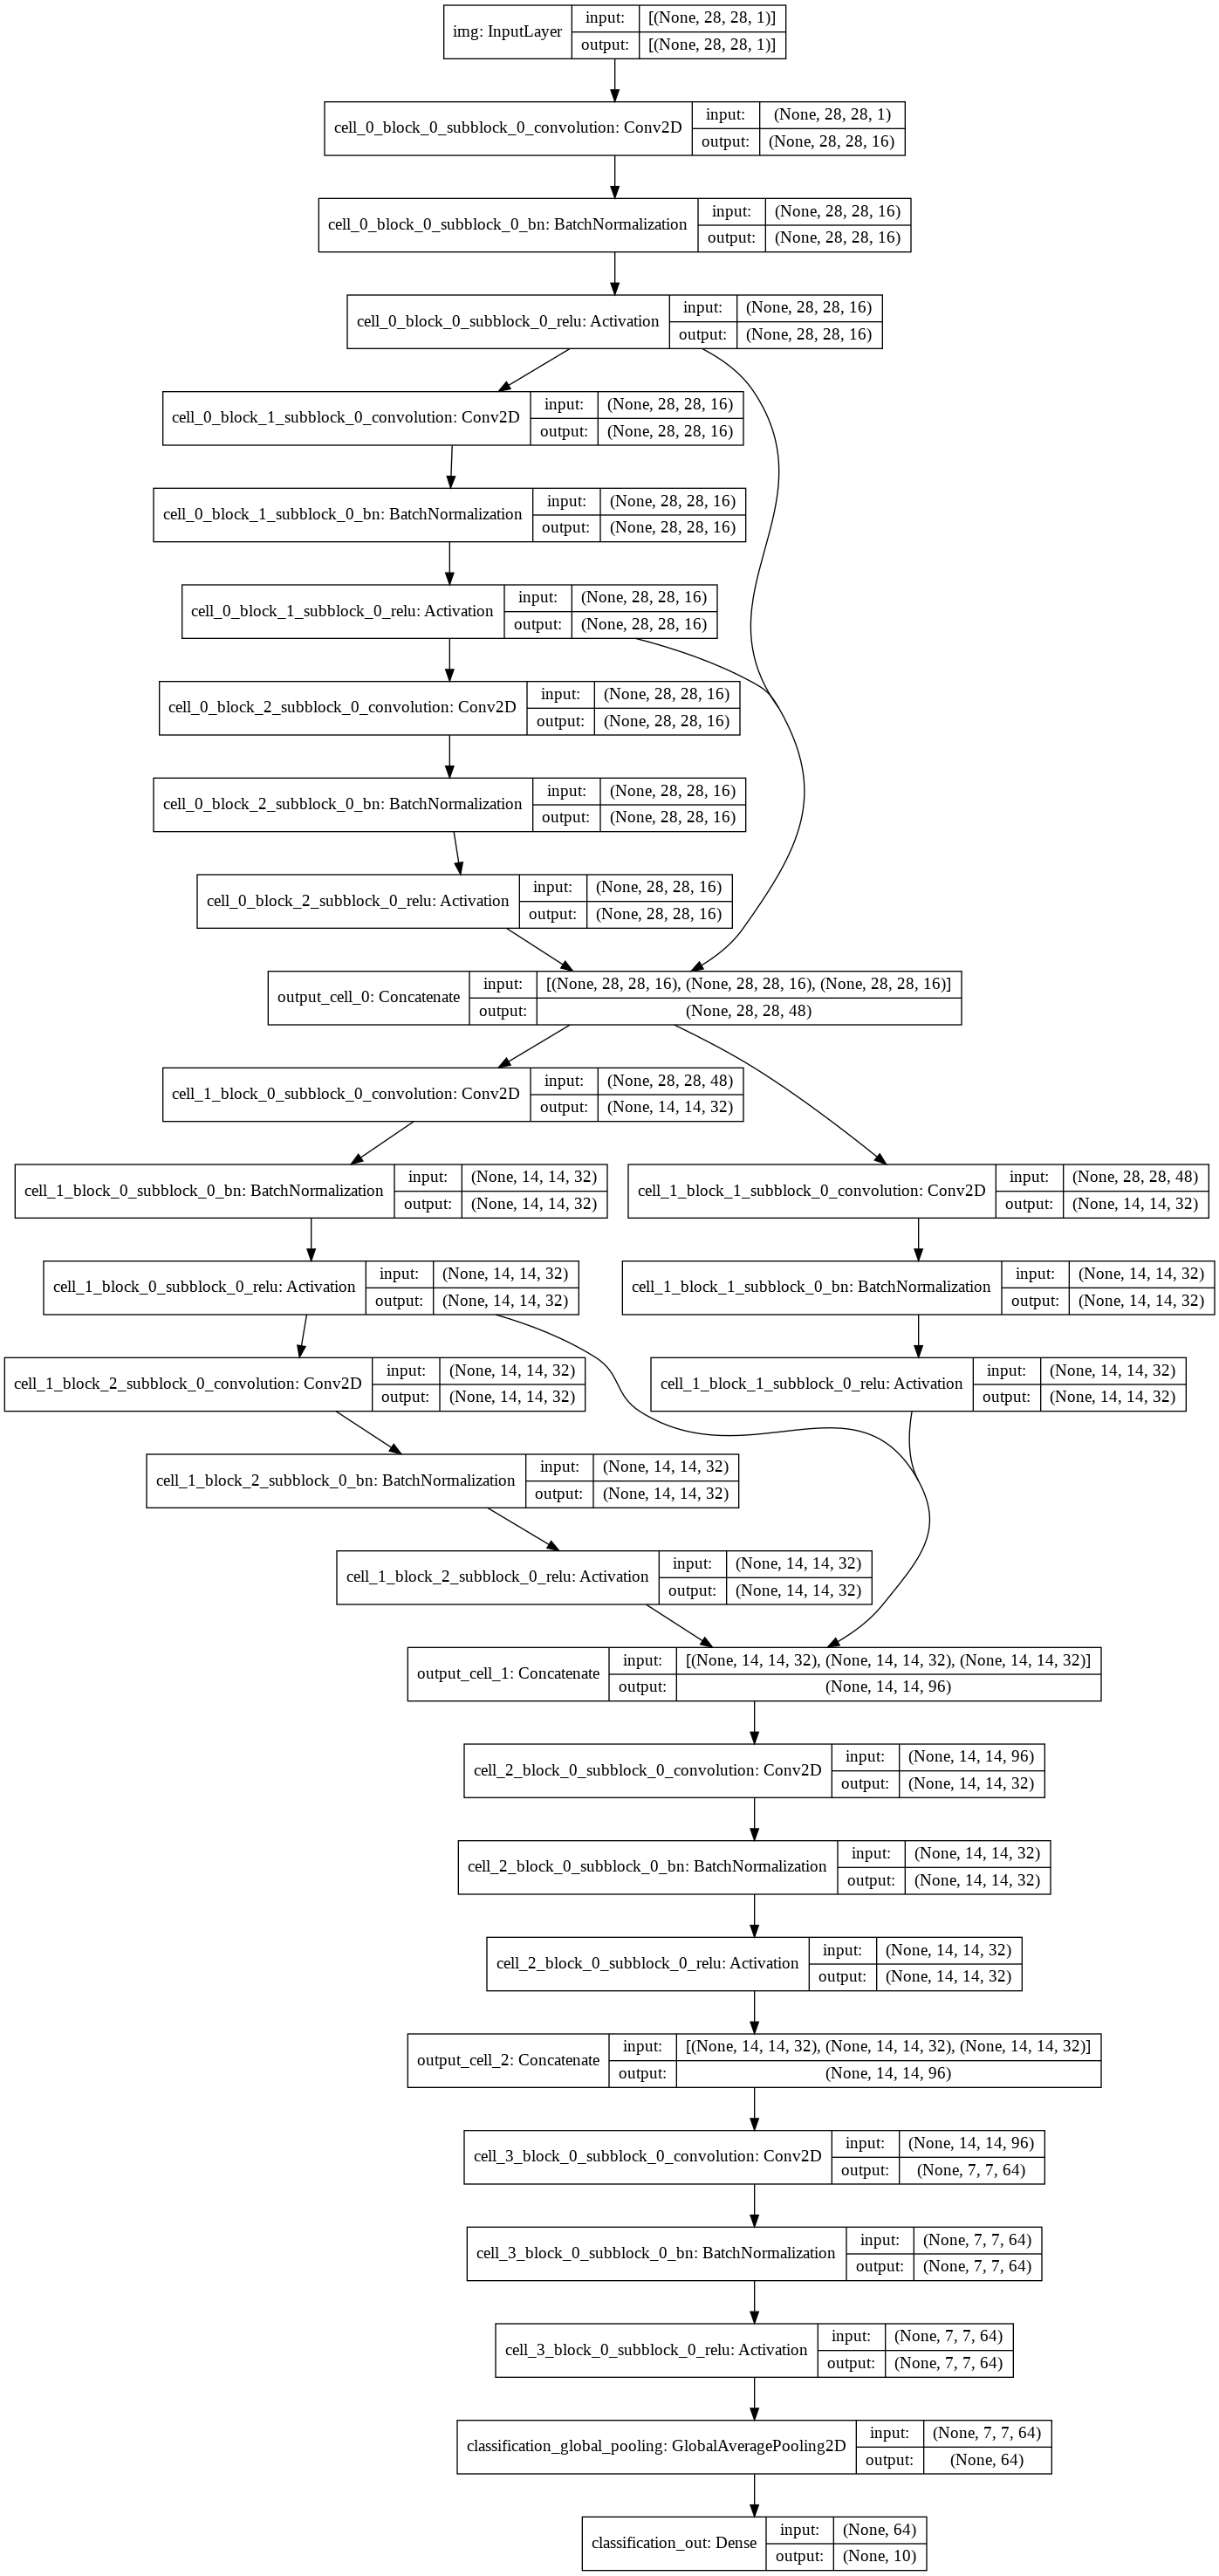 img: InputLayer
input: [(None, 28, 28, 1)]
output: [(None, 28, 28, 1)]
cell_0_block_0_subblock_0_convolution: Conv2D
input: (None, 28, 28, 1)
output: (None, 28, 28, 16)
cell_0_block_0_subblock_0_bn: BatchNormalization
input: (None, 28, 28, 16)
output: (None, 28, 28, 16)
cell_0_block_0_subblock_0_relu: Activation
input: (None, 28, 28, 16)
output: (None, 28, 28, 16)
cell_0_block_1_subblock_0_convolution: Conv2D
input: (None, 28, 28, 16)
output: (None, 28, 28, 16)
cell_0_block_1_subblock_0_bn: BatchNormalization
input: (None, 28, 28, 16)
output: (None, 28, 28, 16)
cell_0_block_1_subblock_0_relu: Activation
input: (None, 28, 28, 16)
output: (None, 28, 28, 16)
cell_0_block_2_subblock_0_convolution: Conv2D
input: (None, 28, 28, 16)
output: (None, 28, 28, 16)
cell_0_block_2_subblock_0_bn: BatchNormalization
input: (None, 28, 28, 16)
output: (None, 28, 28, 16)
cell_0_block_2_subblock_0_relu: Activation
input: (None, 28, 28, 16)
output: (None, 28, 28, 16)
output_cell_0: Concatenate
input: [(None, 28, 28, 16), (None, 28, 28, 16), (None, 28, 28, 16)]
output: (None, 28, 28, 48)
cell_1_block_0_subblock_0_convolution: Conv2D
input: (None, 28, 28, 48)
output: (None, 14, 14, 32)
cell_1_block_0_subblock_0_bn: BatchNormalization
input: (None, 14, 14, 32)
output: (None, 14, 14, 32)
cell_1_block_1_subblock_0_convolution: Conv2D
input: (None, 28, 28, 48)
output: (None, 14, 14, 32)
cell_1_block_0_subblock_0_relu: Activation
input: (None, 14, 14, 32)
output: (None, 14, 14, 32)
cell_1_block_1_subblock_0_bn: BatchNormalization
input: (None, 14, 14, 32)
output: (None, 14, 14, 32)
cell_1_block_2_subblock_0_convolution: Conv2D
input: (None, 14, 14, 32)
output: (None, 14, 14, 32)
cell_1_block_1_subblock_0_relu: Activation
input: (None, 14, 14, 32)
output: (None, 14, 14, 32)
cell_1_block_2_subblock_0_bn: BatchNormalization
input: (None, 14, 14, 32)
output: (None, 14, 14, 32)
cell_1_block_2_subblock_0_relu: Activation
input: (None, 14, 14, 32)
output: (None, 14, 14, 32)
output_cell_1: Concatenate
input: [(None, 14, 14, 32), (None, 14, 14, 32), (None, 14, 14, 32)]
output: (None, 14, 14, 96)
cell_2_block_0_subblock_0_convolution: Conv2D
input: (None, 14, 14, 96)
output: (None, 14, 14, 32)
cell_2_block_0_subblock_0_bn: BatchNormalization
input: (None, 14, 14, 32)
output: (None, 14, 14, 32)
cell_2_block_0_subblock_0_relu: Activation
input: (None, 14, 14, 32)
output: (None, 14, 14, 32)
output_cell_2: Concatenate
input: [(None, 14, 14, 32), (None, 14, 14, 32), (None, 14, 14, 32)]
output: (None, 14, 14, 96)
cell_3_block_0_subblock_0_convolution: Conv2D
input: (None, 14, 14, 96)
output: (None, 7, 7, 64)
cell_3_block_0_subblock_0_bn: BatchNormalization
input: (None, 7, 7, 64)
output: (None, 7, 7, 64)
cell_3_block_0_subblock_0_relu: Activation
input: (None, 7, 7, 64)
output: (None, 7, 7, 64)
classification_global_pooling: GlobalAveragePooling2D
input: (None, 7, 7, 64)
output: (None, 64)
classification_out: Dense
input: (None, 64)
output: (None, 10)